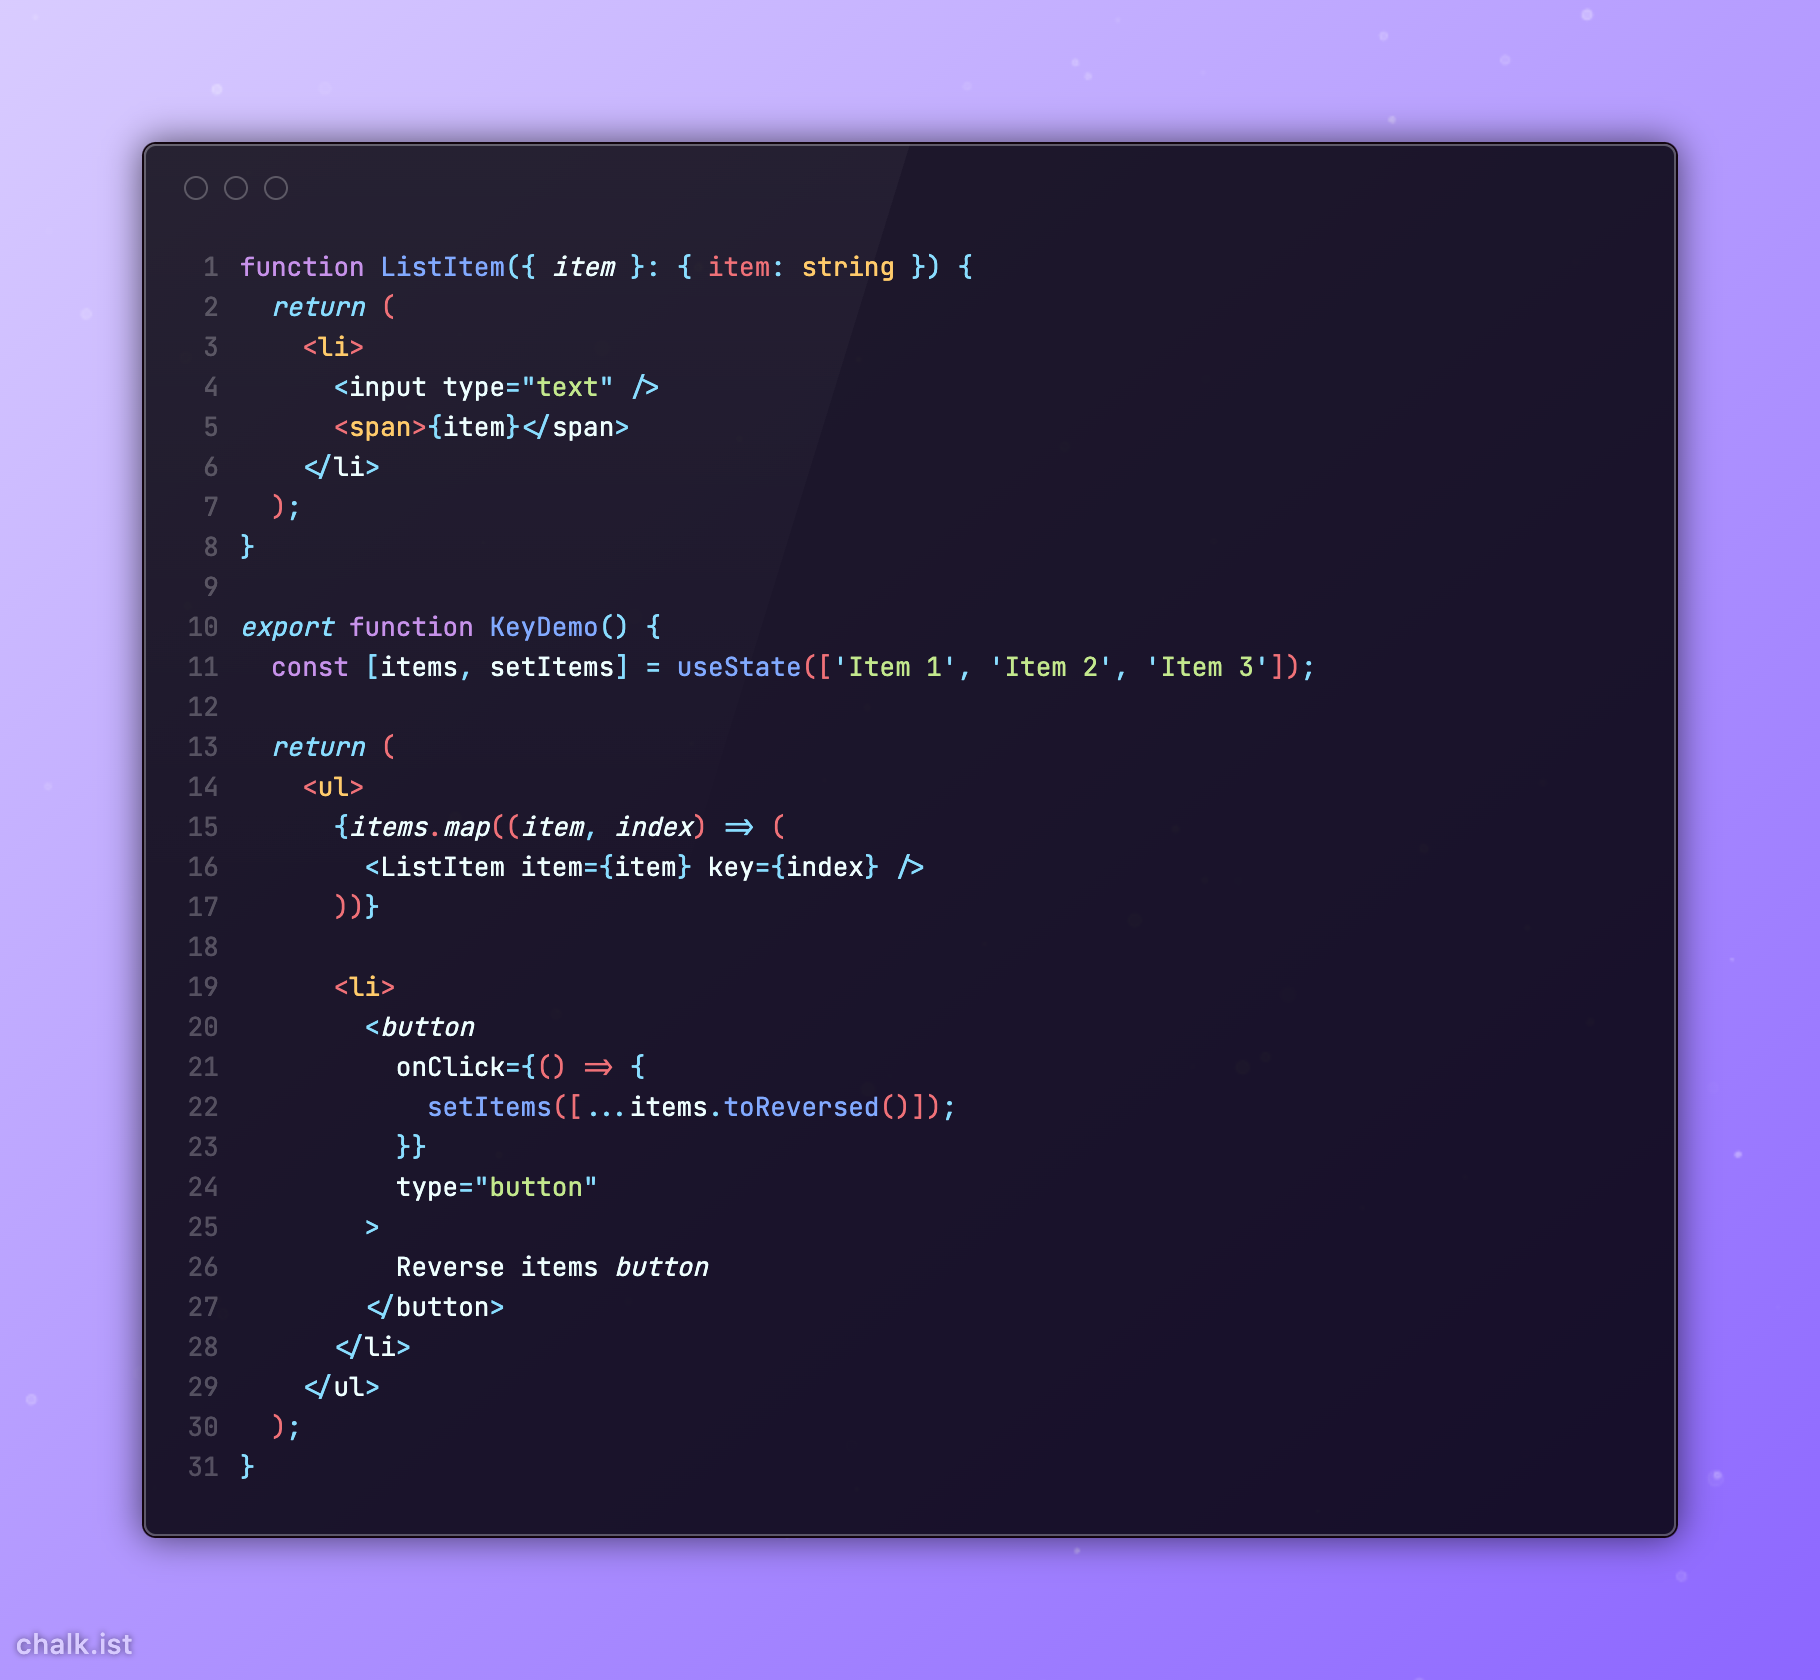 1 function ListItem({ item }: { item: string }) {
2   return (
3     <li>
4       <input type="text" />
5       <span>{item}</span>
6     </li>
7   );
8 }
9
10 export function KeyDemo() {
11   const [items, setItems] = useState(['Item 1', 'Item 2', 'Item 3']);
12
13   return (
14     <ul>
15       {items.map((item, index) => (
16         <ListItem item={item} key={index} />
17       ))}
18
19       <li>
20         <button
21           onClick={() => {
22             setItems([...items.toReversed()]);
23           }}
24           type="button"
25         >
26           Reverse items button
27         </button>
28       </li>
29     </ul>
30   );
31 }
chalk.ist